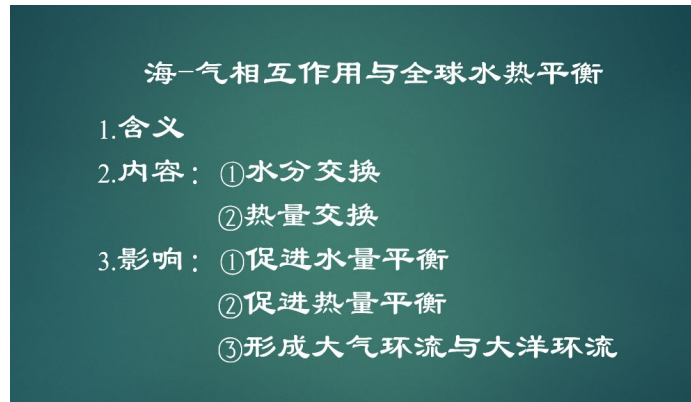 海-气相互作用与全球水热平衡
1.含义
2.内容：①水分交换
②热量交换
3.影响：①促进水量平衡
②促进热量平衡
③形成大气环流与大洋环流